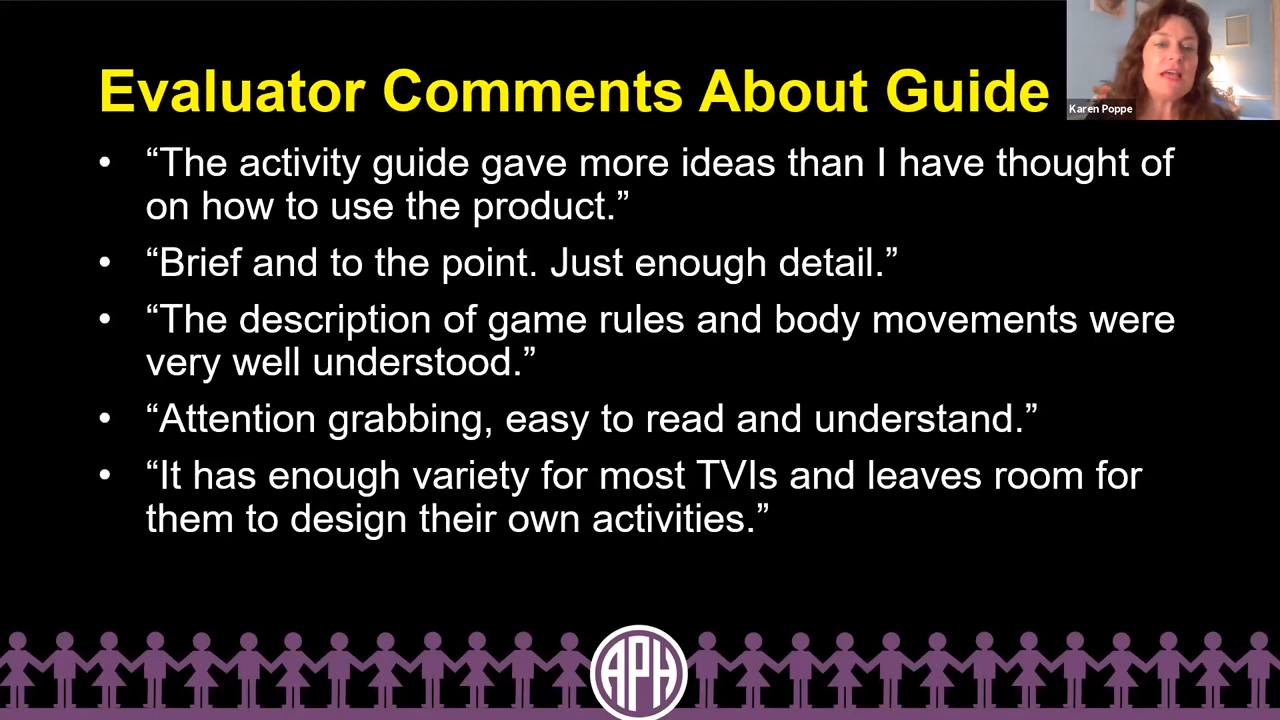 Evaluator Comments About Guide
Karen Poppe
• “The activity guide gave more ideas than I have thought of
on how to use the product.”
• “Brief and to the point. Just enough detail.”
• “The description of game rules and body movements were
very well understood.”
• “Attention grabbing, easy to read and understand.”
• “It has enough variety for most TVIs and leaves room for
them to design their own activities.”
APH